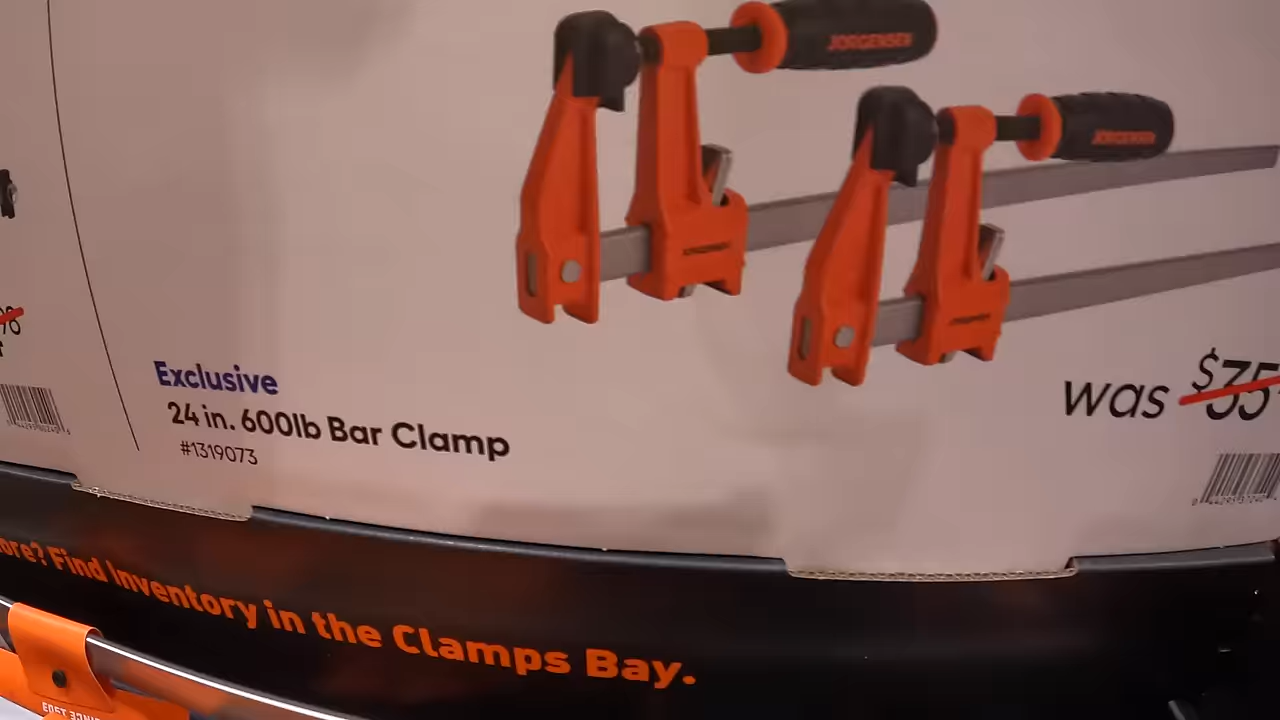 JORGENSEN
JORGENSEN
Exclusive
24 in. 600lb Bar Clamp
#1319073
was $35
Find Inventory in the Clamps Bay.